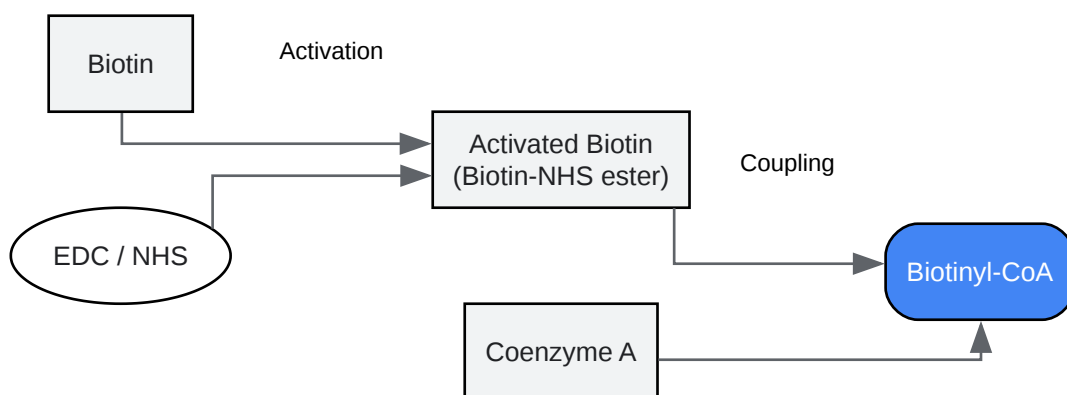 Biotin
Activation
Activated Biotin
(Biotin-NHS ester)
Coupling
EDC / NHS
Biotinyl-CoA
Coenzyme A